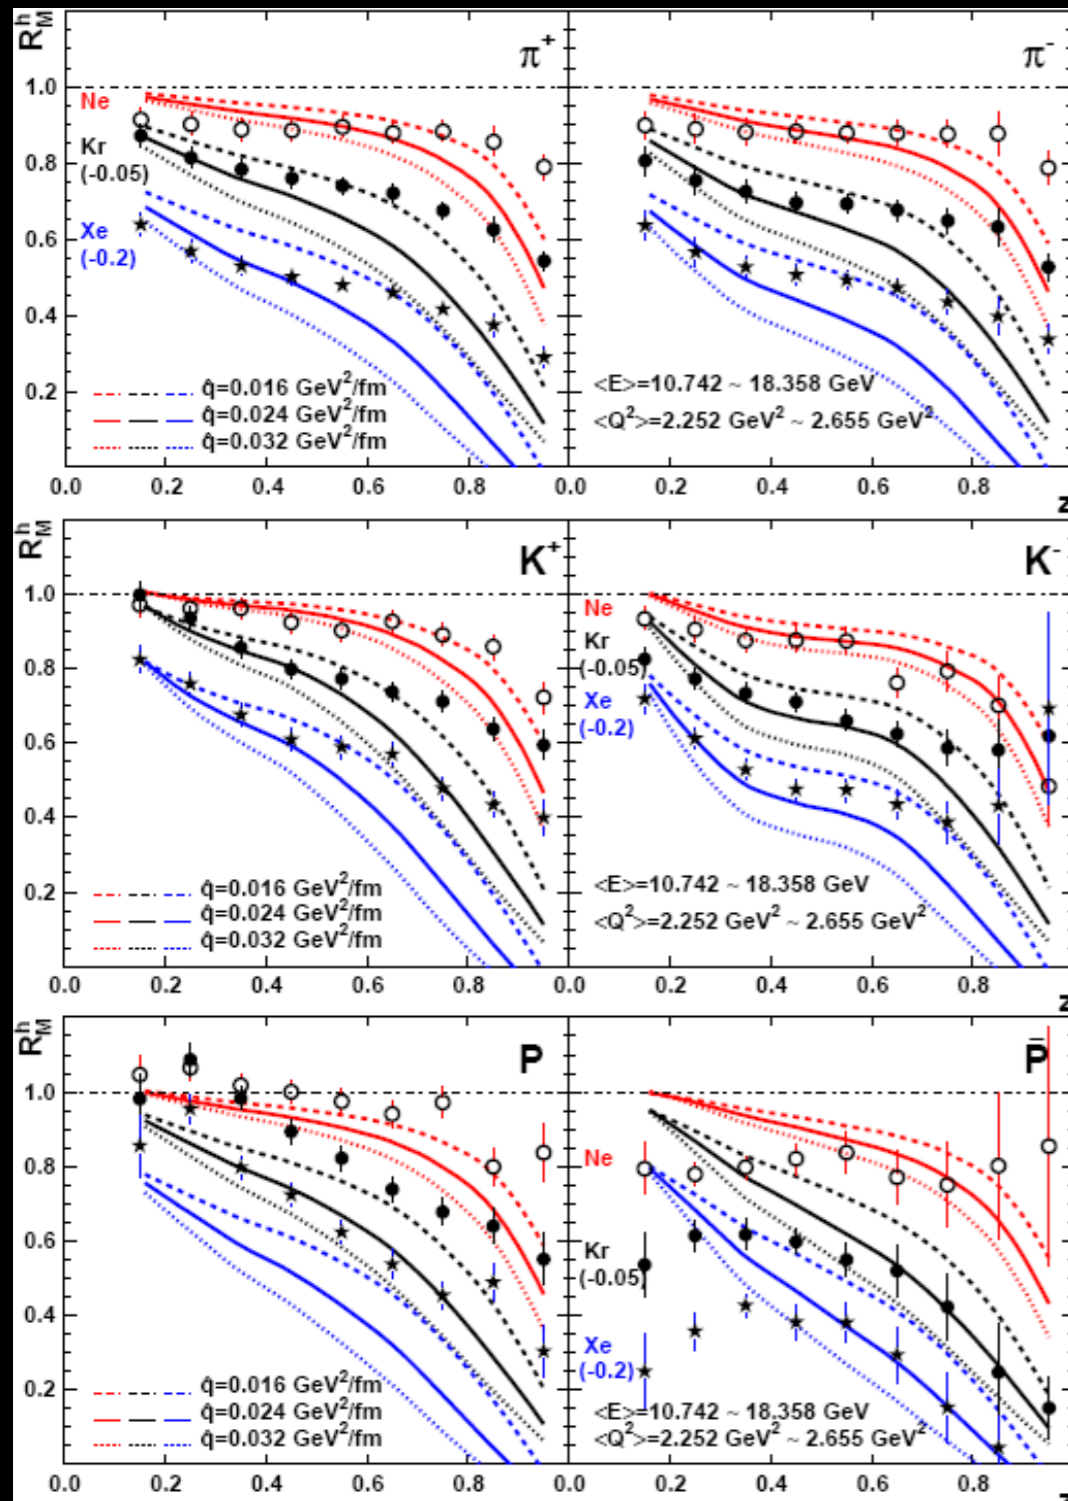 R_M^h
π⁺
π⁻
1.0
Ne
Kr
(-0.05)
0.8
0.6
Xe
(-0.2)
0.4
0.2
q̂=0.016 GeV²/fm
q̂=0.024 GeV²/fm
q̂=0.032 GeV²/fm
<E>=10.742 ~ 18.358 GeV
<Q²>=2.252 GeV² ~ 2.655 GeV²
0.0 0.2 0.4 0.6 0.8 0.0 0.2 0.4 0.6 0.8 z
R_M^h
K⁺
K⁻
1.0
Ne
Kr
(-0.05)
Xe
(-0.2)
0.8
0.6
0.4
0.2
q̂=0.016 GeV²/fm
q̂=0.024 GeV²/fm
q̂=0.032 GeV²/fm
<E>=10.742 ~ 18.358 GeV
<Q²>=2.252 GeV² ~ 2.655 GeV²
0.0 0.2 0.4 0.6 0.8 0.0 0.2 0.4 0.6 0.8 z
R_M^h
P
P̄
1.0
Ne
0.8
0.6
Kr
(-0.05)
0.4
Xe
(-0.2)
0.2
q̂=0.016 GeV²/fm
q̂=0.024 GeV²/fm
q̂=0.032 GeV²/fm
<E>=10.742 ~ 18.358 GeV
<Q²>=2.252 GeV² ~ 2.655 GeV²
0.0 0.2 0.4 0.6 0.8 0.0 0.2 0.4 0.6 0.8